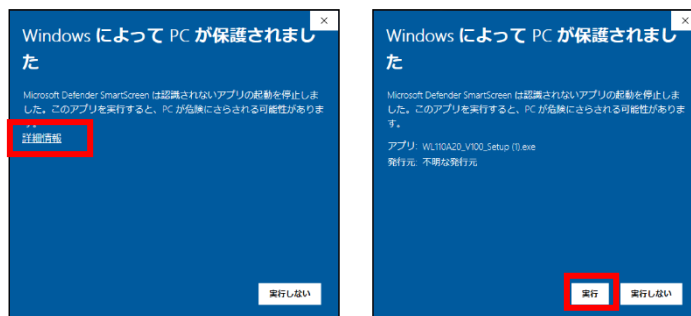 Windows によって PC が保護されまし
た
Microsoft Defender SmartScreen は認識されないアプリの起動を停止しま
した。このアプリを実行すると、PC が危険にさらされる可能性がありま
す。
詳細情報
実行しない
Windows によって PC が保護されまし
た
Microsoft Defender SmartScreen は認識されないアプリの起動を停止しま
した。このアプリを実行すると、PC が危険にさらされる可能性がありま
す。
アプリ: WL110A20_V100_Setup (1).exe
発行元: 不明な発行元
実行
実行しない